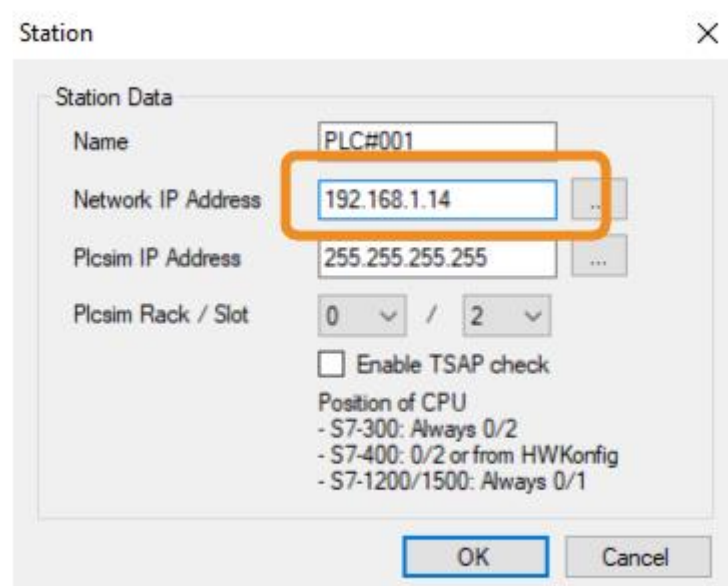 Station
Station Data
Name PLC#001
Network IP Address 192.168.1.14 ...
Plcsim IP Address 255.255.255.255 ...
Plcsim Rack / Slot 0 / 2
Enable TSAP check
Position of CPU
- S7-300: Always 0/2
- S7-400: 0/2 or from HWKonfig
- S7-1200/1500: Always 0/1
OK Cancel